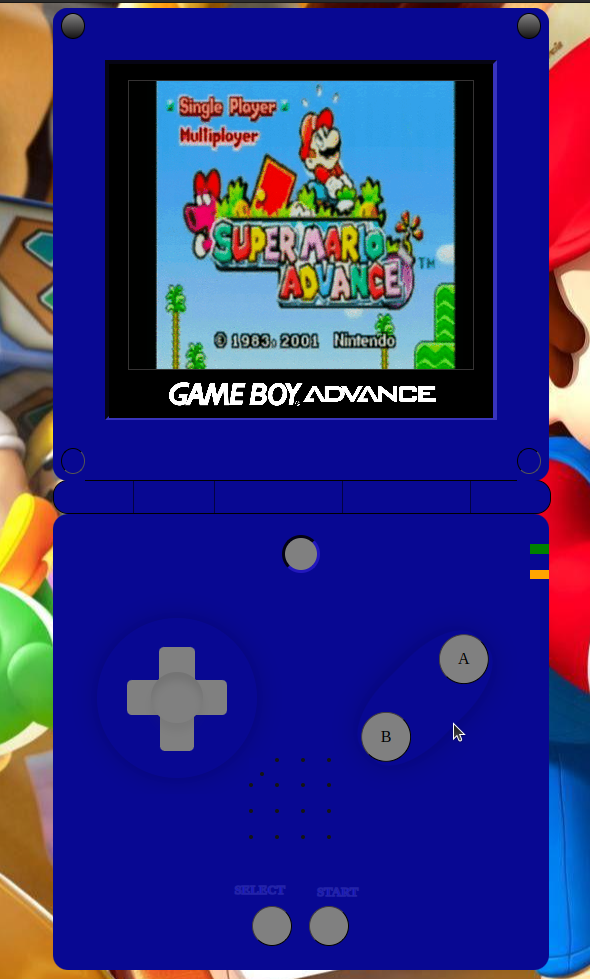 Single Player
Multiplayer
SUPER MARIO
ADVANCE
TM
© 1983, 2001 Nintendo
GAME BOY ADVANCE
A
B
SELECT START